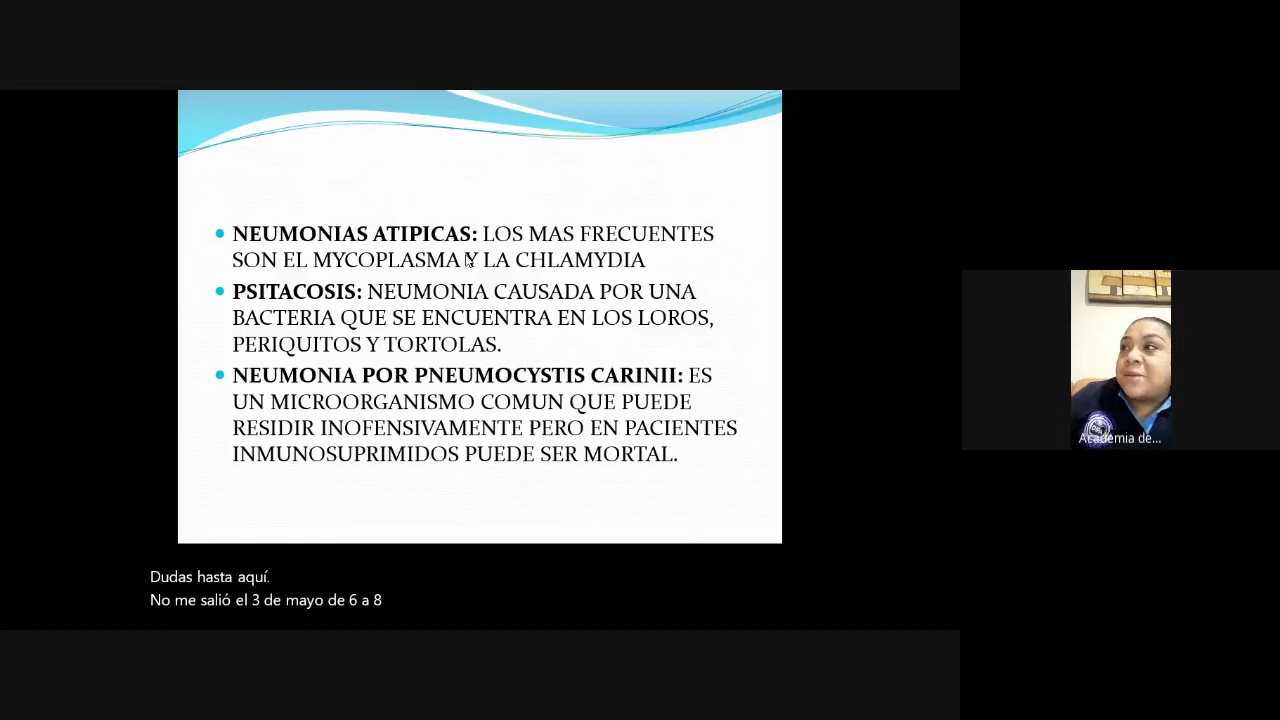 NEUMONIAS ATIPICAS: LOS MAS FRECUENTES
SON EL MYCOPLASMA Y LA CHLAMYDIA
PSITACOSIS: NEUMONIA CAUSADA POR UNA
BACTERIA QUE SE ENCUENTRA EN LOS LOROS,
PERIQUITOS Y TORTOLAS.
NEUMONIA POR PNEUMOCYSTIS CARINII: ES
UN MICROORGANISMO COMUN QUE PUEDE
RESIDIR INOFENSIVAMENTE PERO EN PACIENTES
INMUNOSUPRIMIDOS PUEDE SER MORTAL.
Academia de...
Dudas hasta aquí.
No me salió el 3 de mayo de 6 a 8